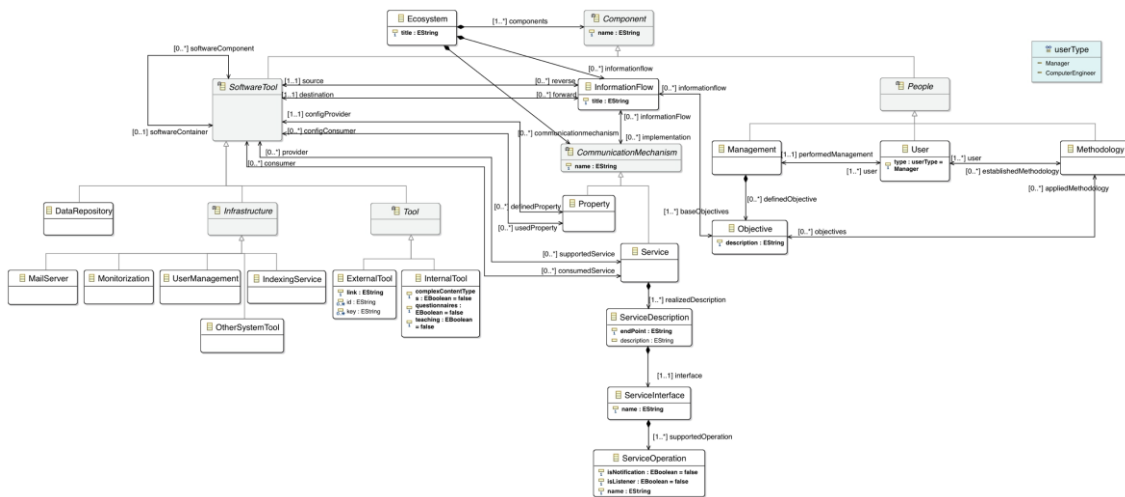 Ecosystem
title : EString
[1..*] components
Component
name : EString
userType
Manager
ComputerEngineer
[0..*] softwareComponent
[0..*] informationflow
[1..1] source
[0..*] reverse
InformationFlow
[0..*] informationflow
SoftwareTool
[1..1] destination
[0..*] forward
title : EString
People
[1..1] configProvider
[0..*] informationFlow
[0..1] softwareContainer
[0..*] configConsumer
[0..*] communicationmechanism
[0..*] implementation
[0..*] provider
[0..*] consumer
CommunicationMechanism
name : EString
Management
[1..1] performedManagement
[1..*] user
User
type : userType =
Manager
[1..*] user
[0..*] establishedMethodology
Methodology
[0..*] appliedMethodology
[0..*] definedObjective
DataRepository
Infrastructure
Tool
[0..*] definedProperty
[0..*] usedProperty
Property
[1..*] baseObjectives
Objective
description : EString
[0..*] objectives
[0..*] supportedService
[0..*] consumedService
Service
MailServer
Monitorization
UserManagement
IndexingService
ExternalTool
link : EString
id : EString
key : EString
InternalTool
complexContentType
s : EBoolean = false
questionnaires :
EBoolean = false
teaching : EBoolean
= false
[1..*] realizedDescription
OtherSystemTool
ServiceDescription
endPoint : EString
description : EString
[1..1] interface
ServiceInterface
name : EString
[1..*] supportedOperation
ServiceOperation
isNotification : EBoolean = false
isListener : EBoolean = false
name : EString